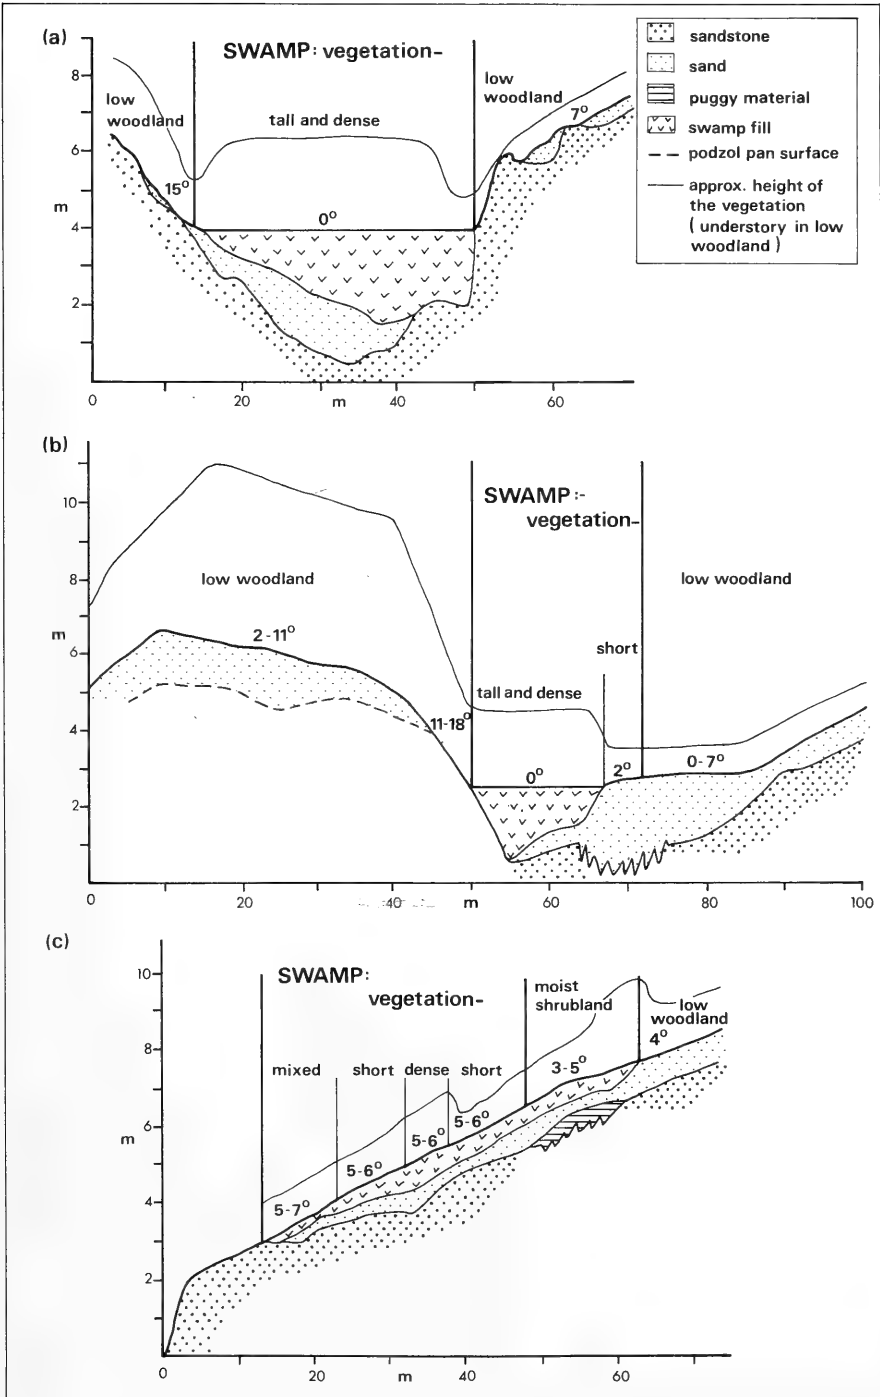 (a)
SWAMP: vegetation-
low
woodland
tall and dense
low
woodland
15°
0°
7°
8
6
m
4
2
0
20
m
40
60
sandstone
sand
puggy material
swamp fill
podzol pan surface
approx. height of
the vegetation
( understory in low
woodland )
(b)
SWAMP:-
vegetation-
low woodland
low woodland
short
tall and dense
2-11°
11-18°
0°
2°
0-7°
10
8
m
6
4
2
0
20
40
m
60
80
100
(c)
SWAMP:
vegetation-
moist
shrubland
low
woodland
mixed
short
dense
short
4°
3-5°
5-6°
5-6°
5-6°
5-7°
10
8
m
6
4
2
0
20
m
40
60